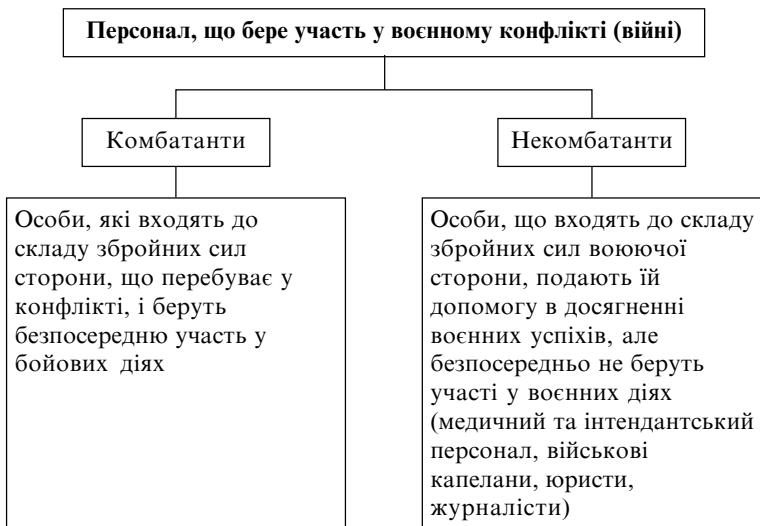 Персонал, що бере участь у воєнному конфлікті (війні)
Комбатанти
Некомбатанти
Особи, які входять до
складу збройних сил
сторони, що перебуває у
конфлікті, і беруть
безпосередню участь у
бойових діях
Особи, що входять до складу
збройних сил воюючої
сторони, подають їй
допомогу в досягненні
воєнних успіхів, але
безпосередньо не беруть
участі у воєнних діях
(медичний та інтендантський
персонал, військові
капелани, юристи,
журналісти)